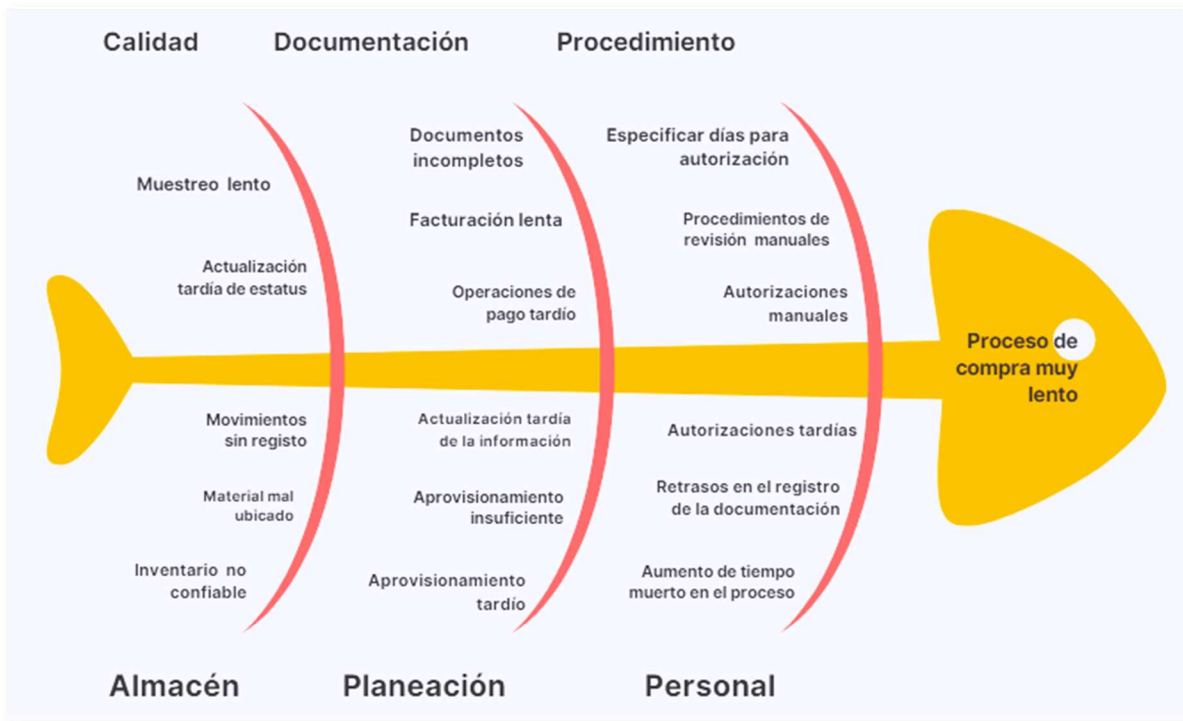 Calidad
Documentación
Procedimiento
Muestreo lento
Actualización
tardía de estatus
Documentos
incompletos
Facturación lenta
Operaciones de
pago tardío
Especificar días para
autorización
Procedimientos de
revisión manuales
Autorizaciones
manuales
Proceso de
compra muy
lento
Movimientos
sin registo
Material mal
ubicado
Inventario no
confiable
Actualización tardía
de la información
Aprovisionamiento
insuficiente
Aprovisionamiento
tardío
Autorizaciones tardías
Retrasos en el registro
de la documentación
Aumento de tiempo
muerto en el proceso
Almacén
Planeación
Personal